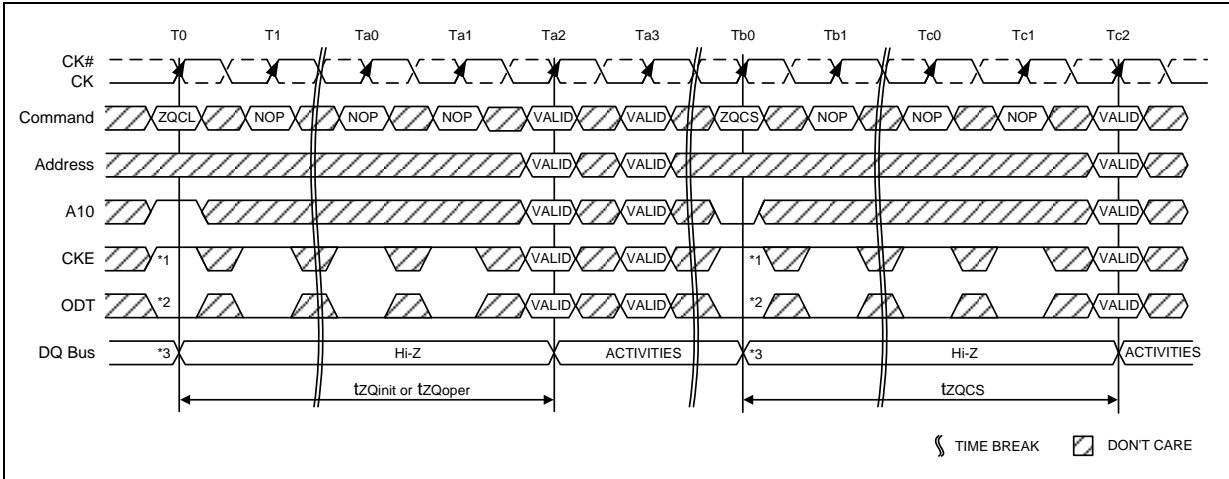 T0 T1 Ta0 Ta1 Ta2 Ta3 Tb0 Tb1 Tc0 Tc1 Tc2
CK#
CK
Command ZQCL NOP NOP NOP VALID VALID ZQCS NOP NOP NOP VALID
Address VALID VALID VALID
A10 VALID VALID VALID
CKE *1 VALID VALID *1 VALID
ODT *2 VALID VALID *2 VALID
DQ Bus *3 Hi-Z ACTIVITIES *3 Hi-Z ACTIVITIES
tZQinit or tZQoper tZQCS
TIME BREAK DON'T CARE